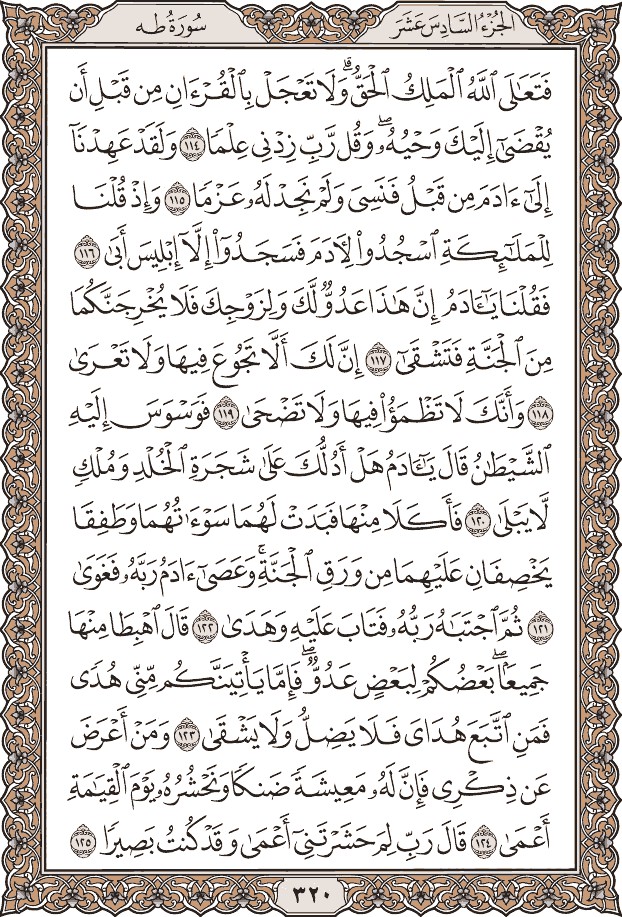 الجُزْءُ السَّادِسَ عَشَرَ
سُورَةُ طه
فَتَعَٰلَى ٱللَّهُ ٱلْمَلِكُ ٱلْحَقُّ ۗ وَلَا تَعْجَلْ بِٱلْقُرْءَانِ مِن قَبْلِ أَن
يُقْضَىٰٓ إِلَيْكَ وَحْيُهُۥ ۖ وَقُل رَّبِّ زِدْنِى عِلْمًا ١١٤ وَلَقَدْ عَهِدْنَآ
إِلَىٰٓ ءَادَمَ مِن قَبْلُ فَنَسِىَ وَلَمْ نَجِدْ لَهُۥ عَزْمًا ١١٥ وَإِذْ قُلْنَا
لِلْمَلَٰٓئِكَةِ ٱسْجُدُوا۟ لِءَادَمَ فَسَجَدُوٓا۟ إِلَّآ إِبْلِيسَ أَبَىٰ ١١٦
فَقُلْنَا يَٰٓـَٔادَمُ إِنَّ هَٰذَا عَدُوٌّ لَّكَ وَلِزَوْجِكَ فَلَا يُخْرِجَنَّكُمَا
مِنَ ٱلْجَنَّةِ فَتَشْقَىٰٓ ١١٧ إِنَّ لَكَ أَلَّا تَجُوعَ فِيهَا وَلَا تَعْرَىٰ
١١٨ وَأَنَّكَ لَا تَظْمَؤُا۟ فِيهَا وَلَا تَضْحَىٰ ١١٩ فَوَسْوَسَ إِلَيْهِ
ٱلشَّيْطَٰنُ قَالَ يَٰٓـَٔادَمُ هَلْ أَدُلُّكَ عَلَىٰ شَجَرَةِ ٱلْخُلْدِ وَمُلْكٍ
لَّا يَبْلَىٰ ١٢٠ فَأَكَلَا مِنْهَا فَبَدَتْ لَهُمَا سَوْءَٰتُهُمَا وَطَفِقَا
يَخْصِفَانِ عَلَيْهِمَا مِن وَرَقِ ٱلْجَنَّةِ ۚ وَعَصَىٰٓ ءَادَمُ رَبَّهُۥ فَغَوَىٰ
١٢١ ثُمَّ ٱجْتَبَٰهُ رَبُّهُۥ فَتَابَ عَلَيْهِ وَهَدَىٰ ١٢٢ قَالَ ٱهْبِطَا مِنْهَا
جَمِيعًۢا ۖ بَعْضُكُمْ لِبَعْضٍ عَدُوٌّ ۖ فَإِمَّا يَأْتِيَنَّكُم مِّنِّى هُدًى
فَمَنِ ٱتَّبَعَ هُدَاىَ فَلَا يَضِلُّ وَلَا يَشْقَىٰ ١٢٣ وَمَنْ أَعْرَضَ
عَن ذِكْرِى فَإِنَّ لَهُۥ مَعِيشَةً ضَنكًا وَنَحْشُرُهُۥ يَوْمَ ٱلْقِيَٰمَةِ
أَعْمَىٰ ١٢٤ قَالَ رَبِّ لِمَ حَشَرْتَنِىٓ أَعْمَىٰ وَقَدْ كُنتُ بَصِيرًا ١٢٥
٣٢٠